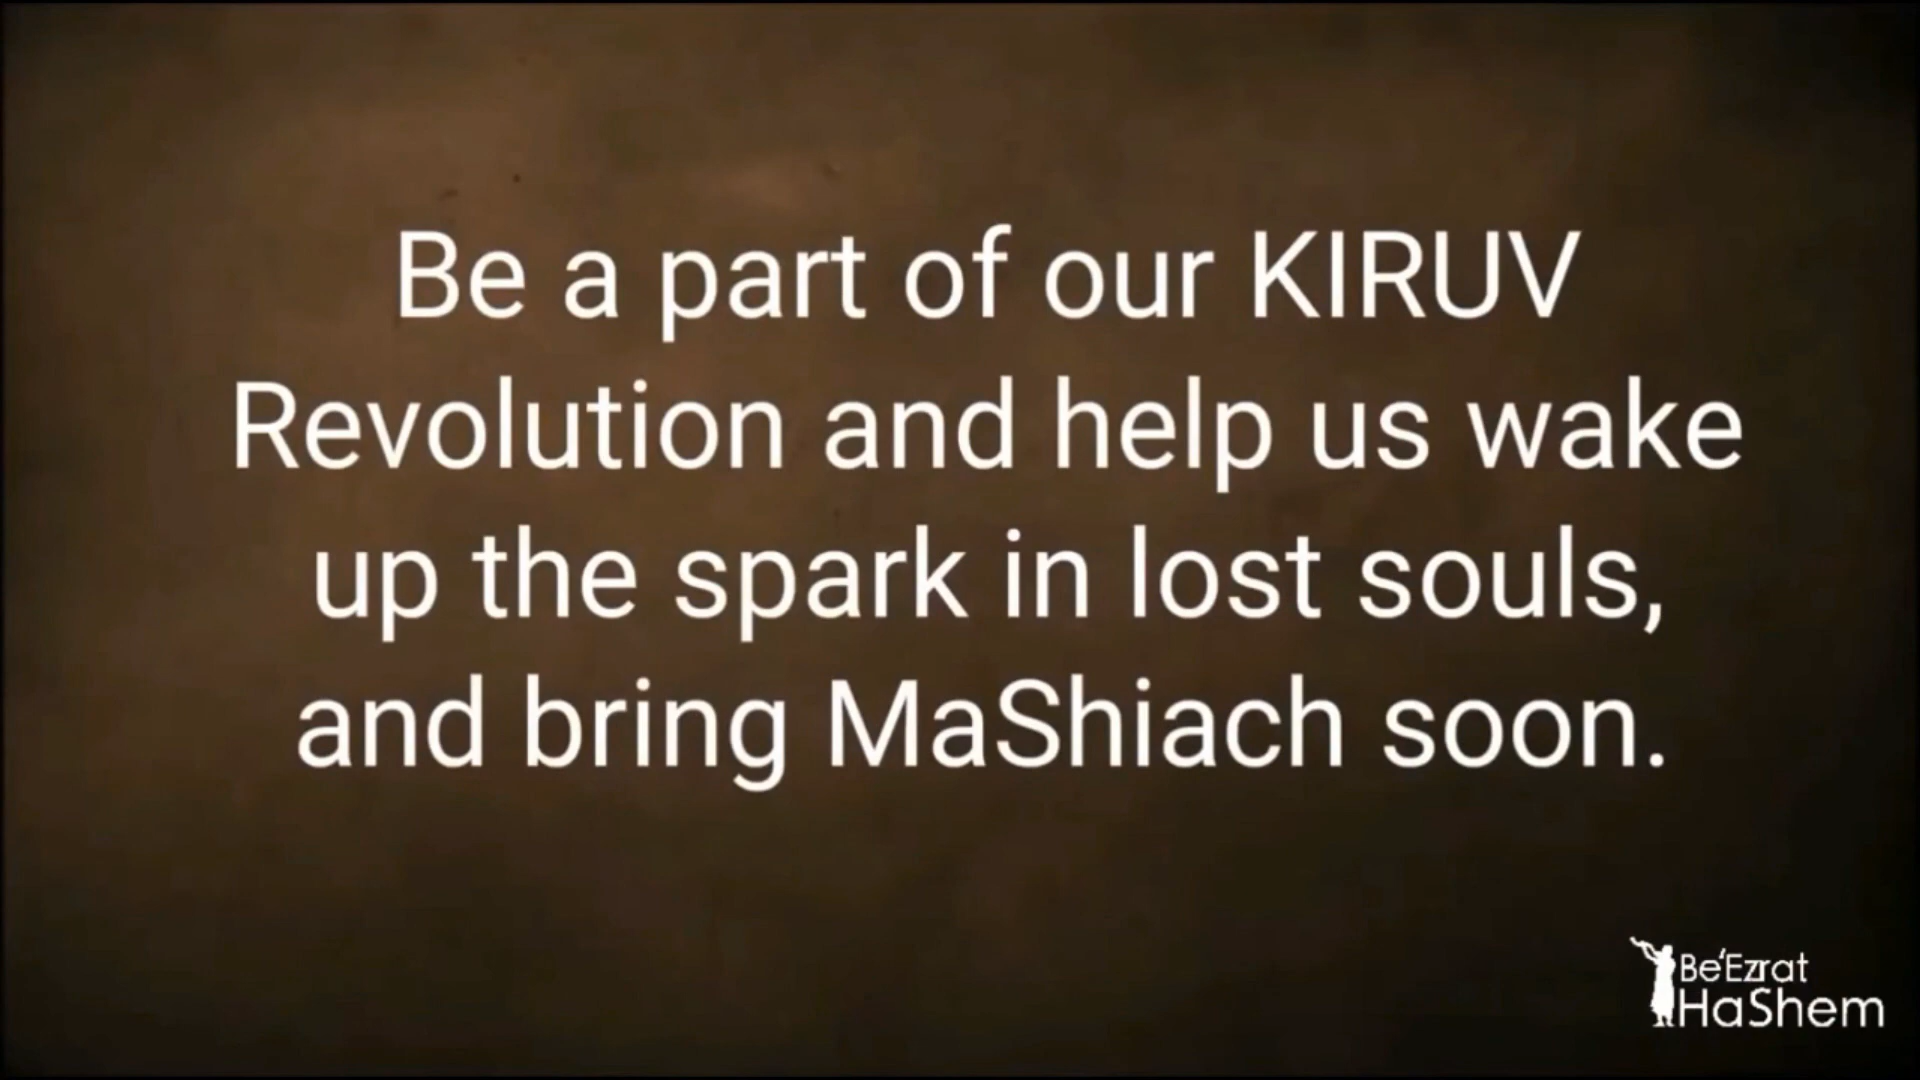 Be a part of our KIRUV
Revolution and help us wake
up the spark in lost souls,
and bring MaShiach soon.
Be'Ezrat
HaShem